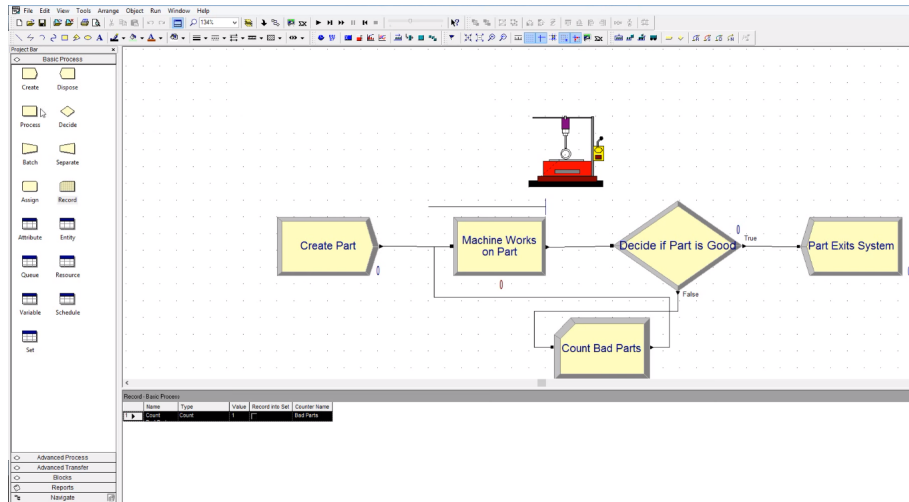 File Edit View Tools Arrange Object Run Window Help
134%
Project Bar
Basic Process
Create Dispose
Process Decide
Batch Separate
Assign Record
Attribute Entity
Queue Resource
Variable Schedule
Set
Advanced Process
Advanced Transfer
Blocks
Reports
Navigate
Create Part
0
Machine Works
on Part
0
Decide if Part is Good
0
True
False
Part Exits System
Count Bad Parts
Record - Basic Process
Name Type Value Record into Set Counter Name
1 Count Count 1 Bad Parts